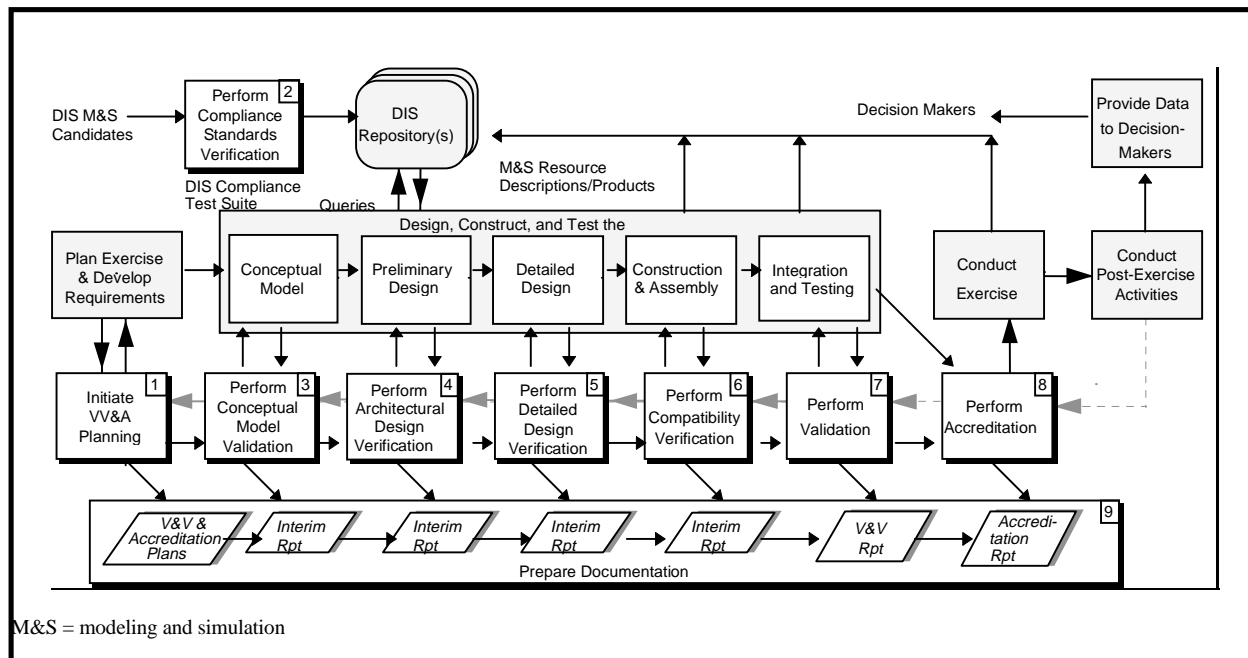 DIS M&S
Candidates
2
Perform
Compliance
Standards
Verification
DIS Compliance
Test Suite
DIS
Repository(s)
Queries
M&S Resource
Descriptions/Products
Decision Makers
Provide Data
to Decision-
Makers
Plan Exercise
& Develop
Requirements
Design, Construct, and Test the
Conceptual
Model
Preliminary
Design
Detailed
Design
Construction
& Assembly
Integration
and Testing
Conduct
Exercise
Conduct
Post-Exercise
Activities
1
Initiate
VV&A
Planning
3
Perform
Conceptual
Model
Validation
4
Perform
Architectural
Design
Verification
5
Perform
Detailed
Design
Verification
6
Perform
Compatibility
Verification
7
Perform
Validation
8
Perform
Accreditation
9
V&V &
Accreditation
Plans
Interim
Rpt
Interim
Rpt
Interim
Rpt
Interim
Rpt
V&V
Rpt
Accredi-
tation
Rpt
Prepare Documentation
M&S = modeling and simulation